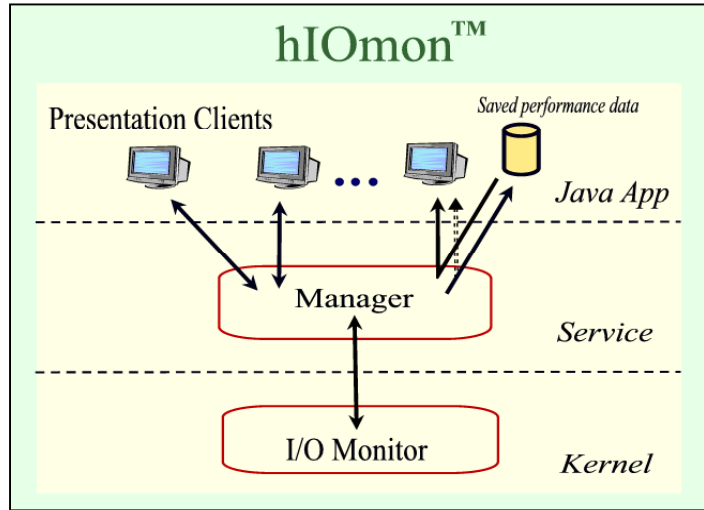 hIOmon™
Saved performance data
Presentation Clients
Java App
Manager
Service
I/O Monitor
Kernel